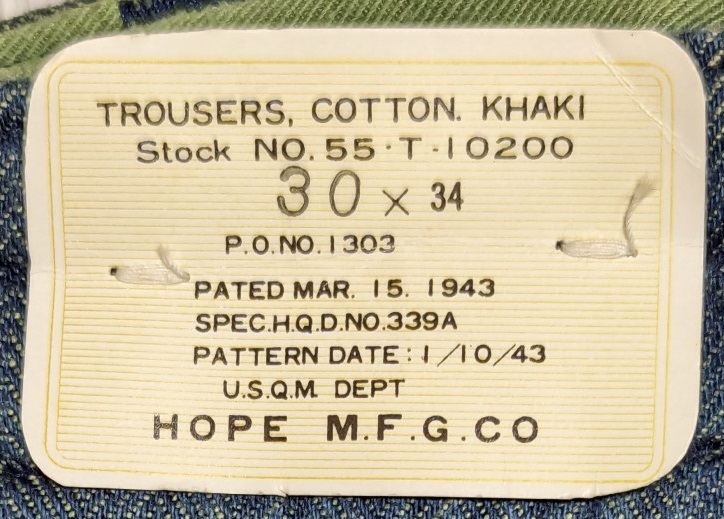 TROUSERS, COTTON. KHAKI
Stock NO. 55·T-10200
30 × 34
P.O.NO.1303
PATED MAR. 15. 1943
SPEC.H.Q.D.NO.339A
PATTERN DATE: 1/10/43
U.S.Q.M. DEPT
HOPE M.F.G.CO